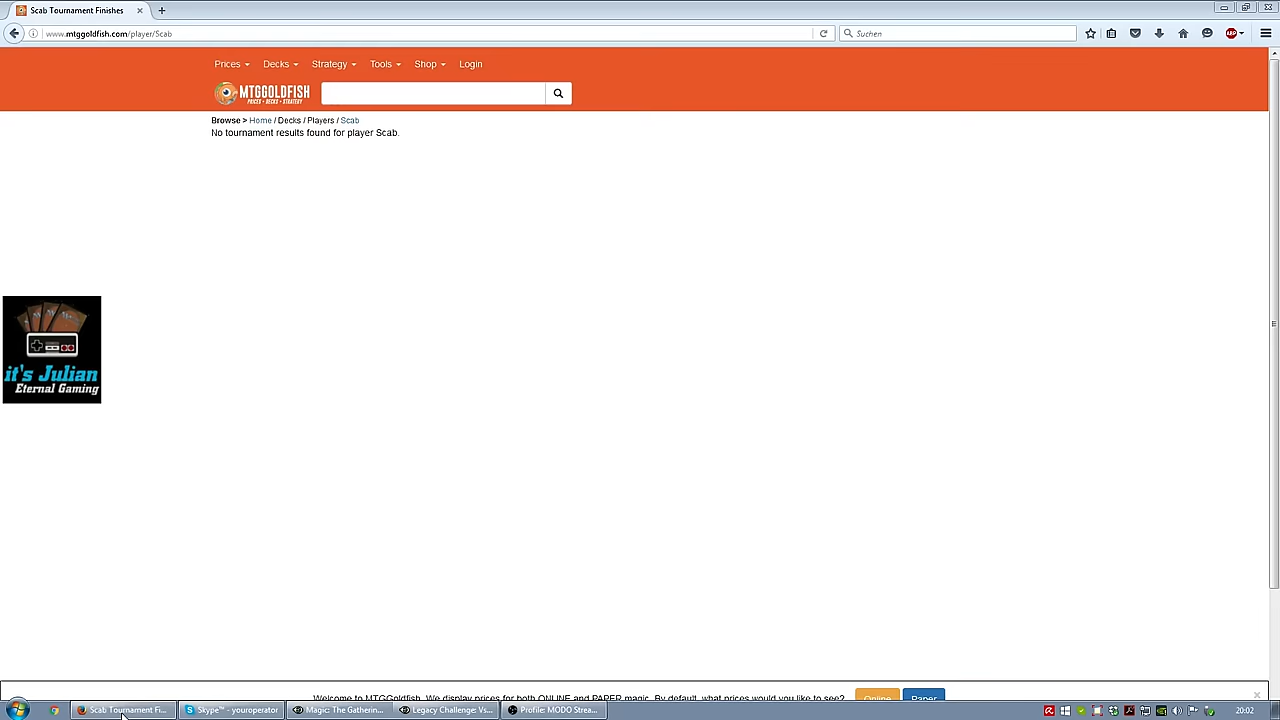 Scab Tournament Finishes
www.mtggoldfish.com/player/Scab
Suchen
ABP
Prices Decks Strategy Tools Shop Login
MTGGOLDFISH
PRICES • DECKS • STRATEGY
Browse > Home / Decks / Players / Scab
No tournament results found for player Scab.
it's Julian
Eternal Gaming
Welcome to MTGGoldfish. We display prices for both ONLINE and PAPER magic. By default, what prices would you like to see? Online Paper
Scab Tournament Fi... Skype™ - youroperator Magic: The Gatherin... Legacy Challenge: Vs... Profile: MODO Strea... 20:02